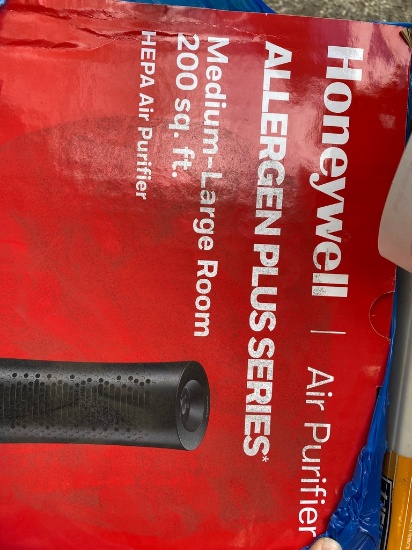 Honeywell | Air Purifier
ALLERGEN PLUS SERIES*
Medium-Large Room
200 sq. ft.
HEPA Air Purifier